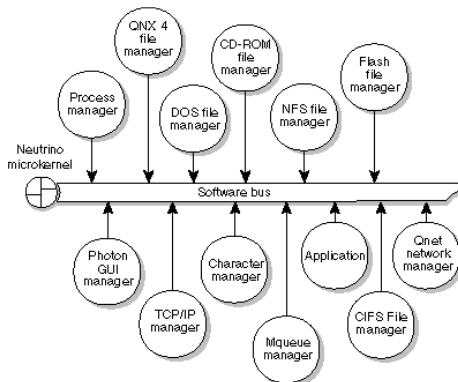 QNX 4
file
manager
CD-ROM
file
manager
Flash
file
manager
Process
manager
DOS file
manager
NFS file
manager
Neutrino
microkernel
Software bus
Photon
GUI
manager
Character
manager
Application
Qnet
network
manager
TCP/IP
manager
Mqueue
manager
CIFS File
manager